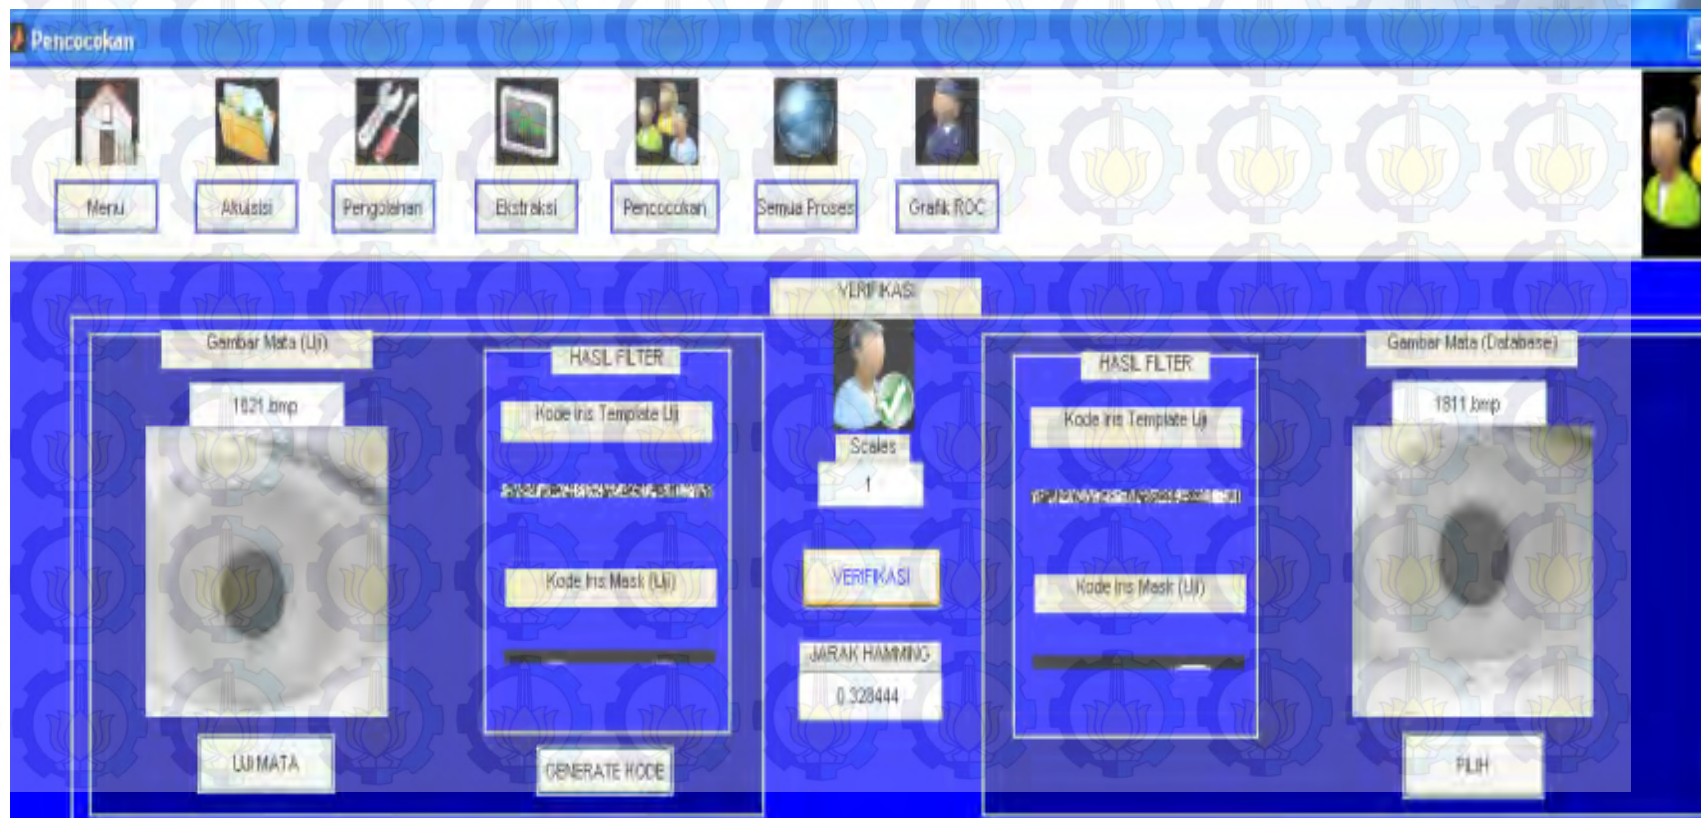 Pencocokan
Menu
Akuisisi
Pengolahan
Ekstraksi
Pencocokan
Semua Proses
Grafik ROC
VERIFIKASI
Gambar Mata (Uji)
1821.bmp
UJI MATA
HASIL FILTER
Kode Iris Template Uji
Kode Iris Mask (Uji)
GENERATE KODE
Scales
1
VERIFIKASI
JARAK HAMMING
0.328444
HASIL FILTER
Kode Iris Template Uji
Kode Iris Mask (Uji)
Gambar Mata (Database)
1811.bmp
PILIH